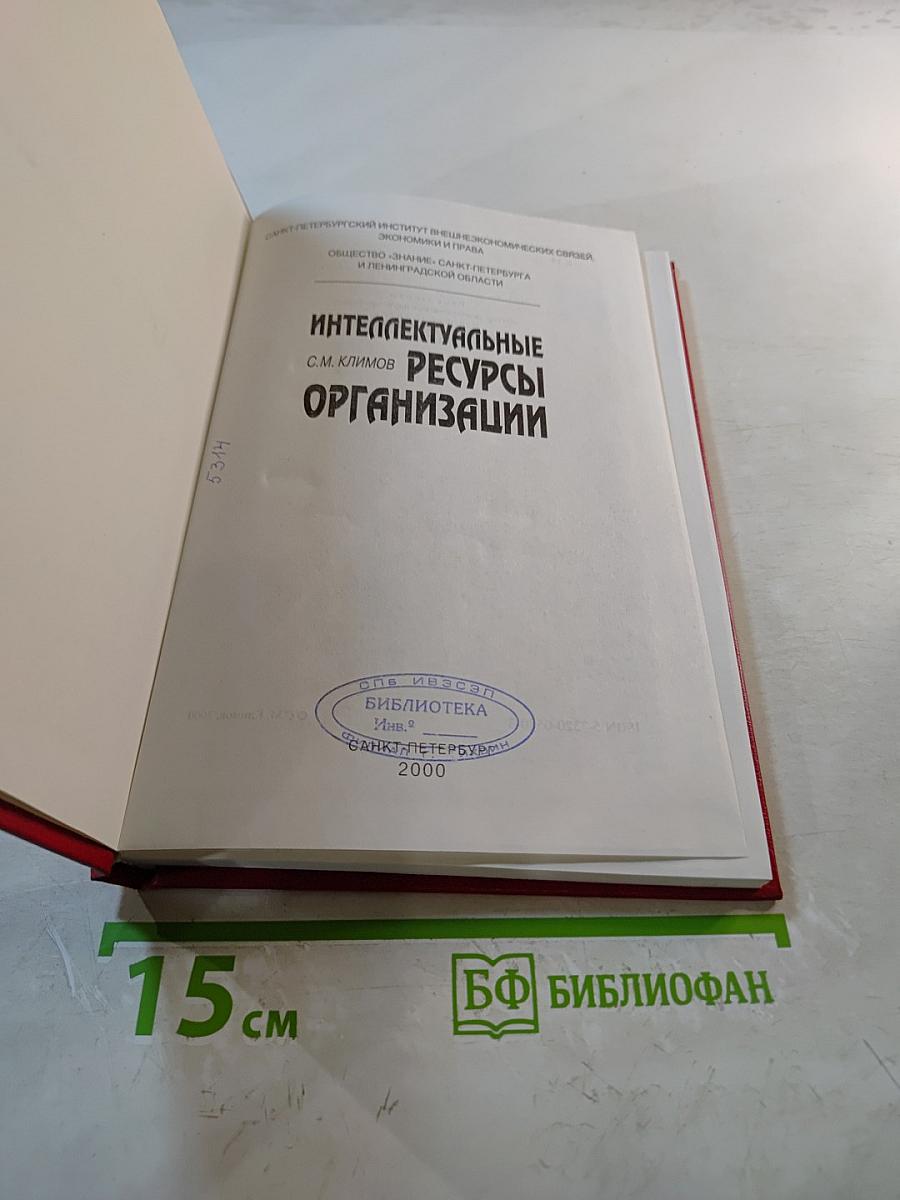 САНКТ-ПЕТЕРБУРГСКИЙ ИНСТИТУТ ВНЕШНЕЭКОНОМИЧЕСКИХ СВЯЗЕЙ,
ЭКОНОМИКИ И ПРАВА
ОБЩЕСТВО «ЗНАНИЕ» САНКТ-ПЕТЕРБУРГА
И ЛЕНИНГРАДСКОЙ ОБЛАСТИ
ИНТЕЛЛЕКТУАЛЬНЫЕ
С.М. КЛИМОВ РЕСУРСЫ
ОРГАНИЗАЦИИ
5314
СПб ИВЭСЭП
БИБЛИОТЕКА
Инв.º
САНКТ-ПЕТЕРБУРГ
2000
15 см
БФ БИБЛИОФАН